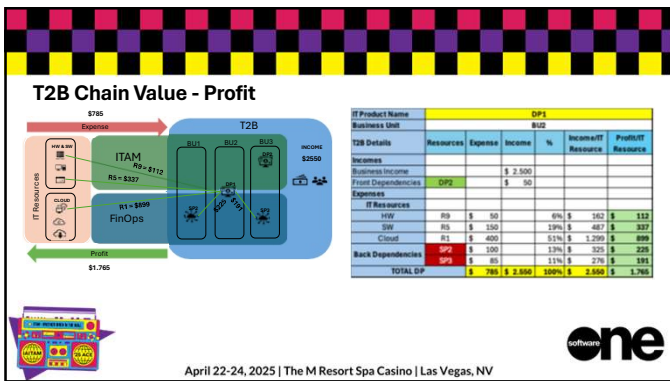 T2B Chain Value - Profit
$785
Expense
T2B
HW & SW
ITAM
BU1
BU2
BU3
DP2
INCOME
$2550
R9 = $112
R5 = $337
IT Resources
DP1
CLOUD
R1 = $899
FinOps
$225
$191
SP2
SP3
Profit
$1.765
IT Product Name DP1
Business Unit BU2
T2B Details Resources Expense Income % Income/IT Resource Profit/IT Resource
Incomes
Business Income $ 2.500
Front Dependencies DP2 $ 50
Expenses
IT Resources
HW R9 $ 50 6% $ 162 $ 112
SW R5 $ 150 19% $ 487 $ 337
Cloud R1 $ 400 51% $ 1.299 $ 899
Back Dependencies SP2 $ 100 13% $ 325 $ 225
SP3 $ 85 11% $ 276 $ 191
TOTAL DP $ 785 $ 2.550 100% $ 2.550 $ 1.765
IAITAM
25 ACE
software one
April 22-24, 2025 | The M Resort Spa Casino | Las Vegas, NV